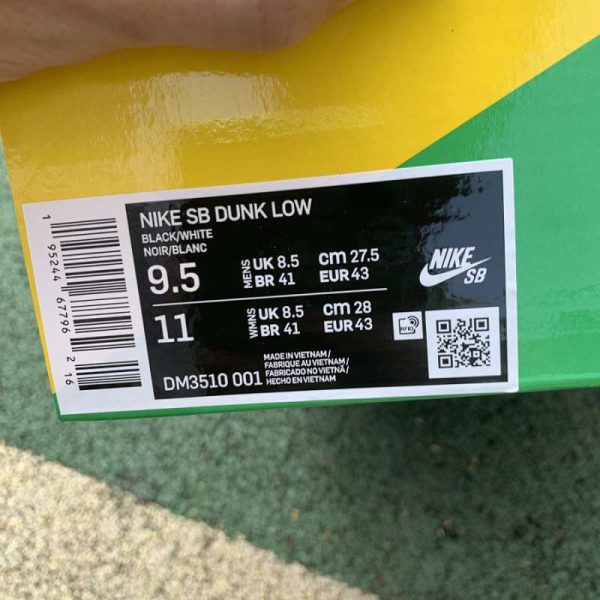 NIKE SB DUNK LOW
BLACK/WHITE
NOIR/BLANC
9.5 MENS UK 8.5 CM 27.5
BR 41 EUR 43
11 WMNS UK 8.5 CM 28
BR 41 EUR 43
DM3510 001
MADE IN VIETNAM/
FABRIQUE AU VIETNAM/
FABRICADO NO VIETNÃ/
HECHO EN VIETNAM
NIKE
SB
RFID
1 95244 67796 2 16